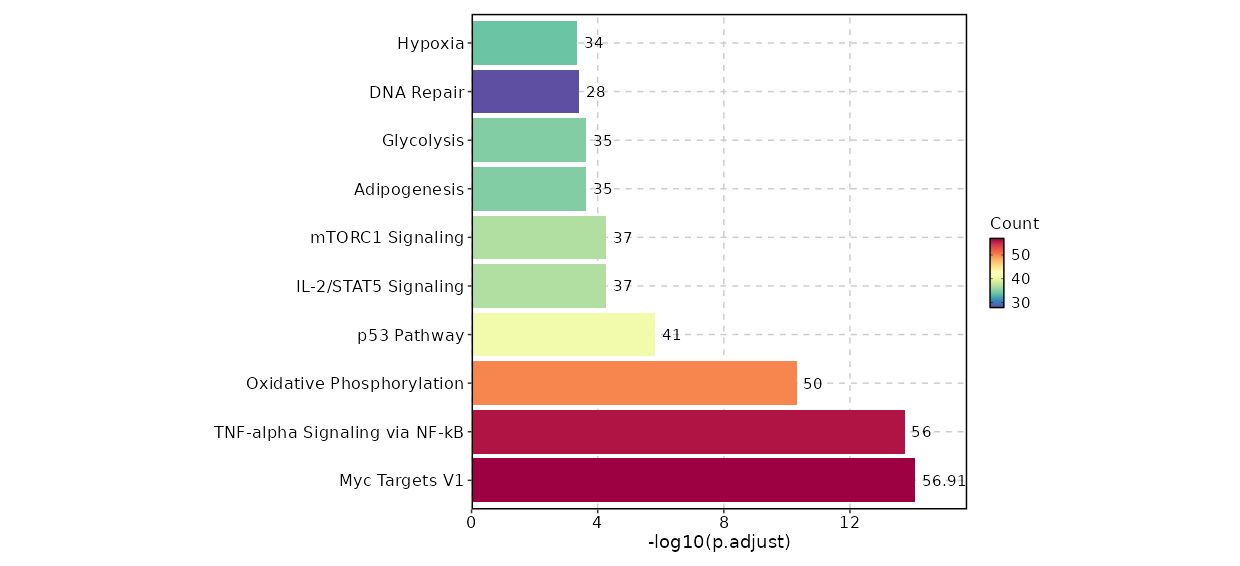 Hypoxia 34
DNA Repair 28
Glycolysis 35
Adipogenesis 35
mTORC1 Signaling 37
IL-2/STAT5 Signaling 37
p53 Pathway 41
Oxidative Phosphorylation 50
TNF-alpha Signaling via NF-kB 56
Myc Targets V1 56.91
0 4 8 12
-log10(p.adjust)
Count
50
40
30